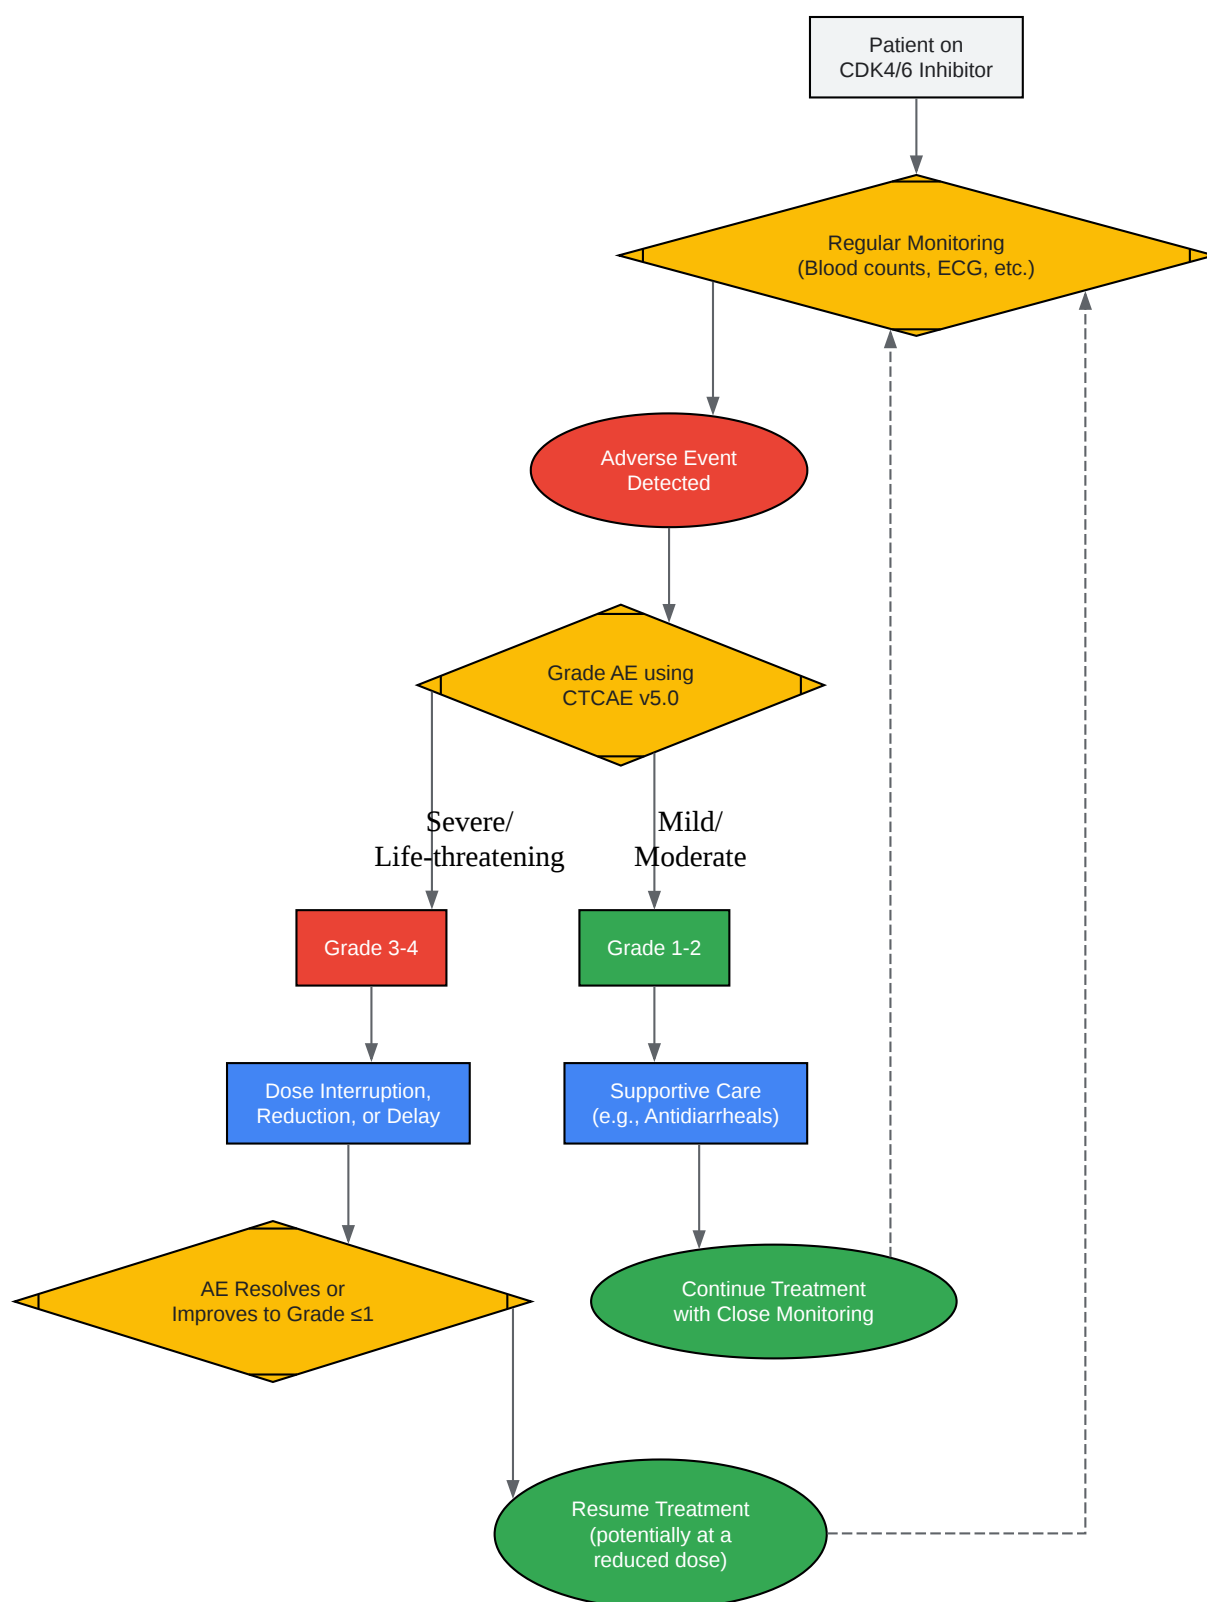 Patient on
CDK4/6 Inhibitor
Regular Monitoring
(Blood counts, ECG, etc.)
Adverse Event
Detected
Grade AE using
CTCAE v5.0
Severe/
Life-threatening
Mild/
Moderate
Grade 3-4
Grade 1-2
Dose Interruption,
Reduction, or Delay
Supportive Care
(e.g., Antidiarrheals)
AE Resolves or
Improves to Grade ≤1
Continue Treatment
with Close Monitoring
Resume Treatment
(potentially at a
reduced dose)